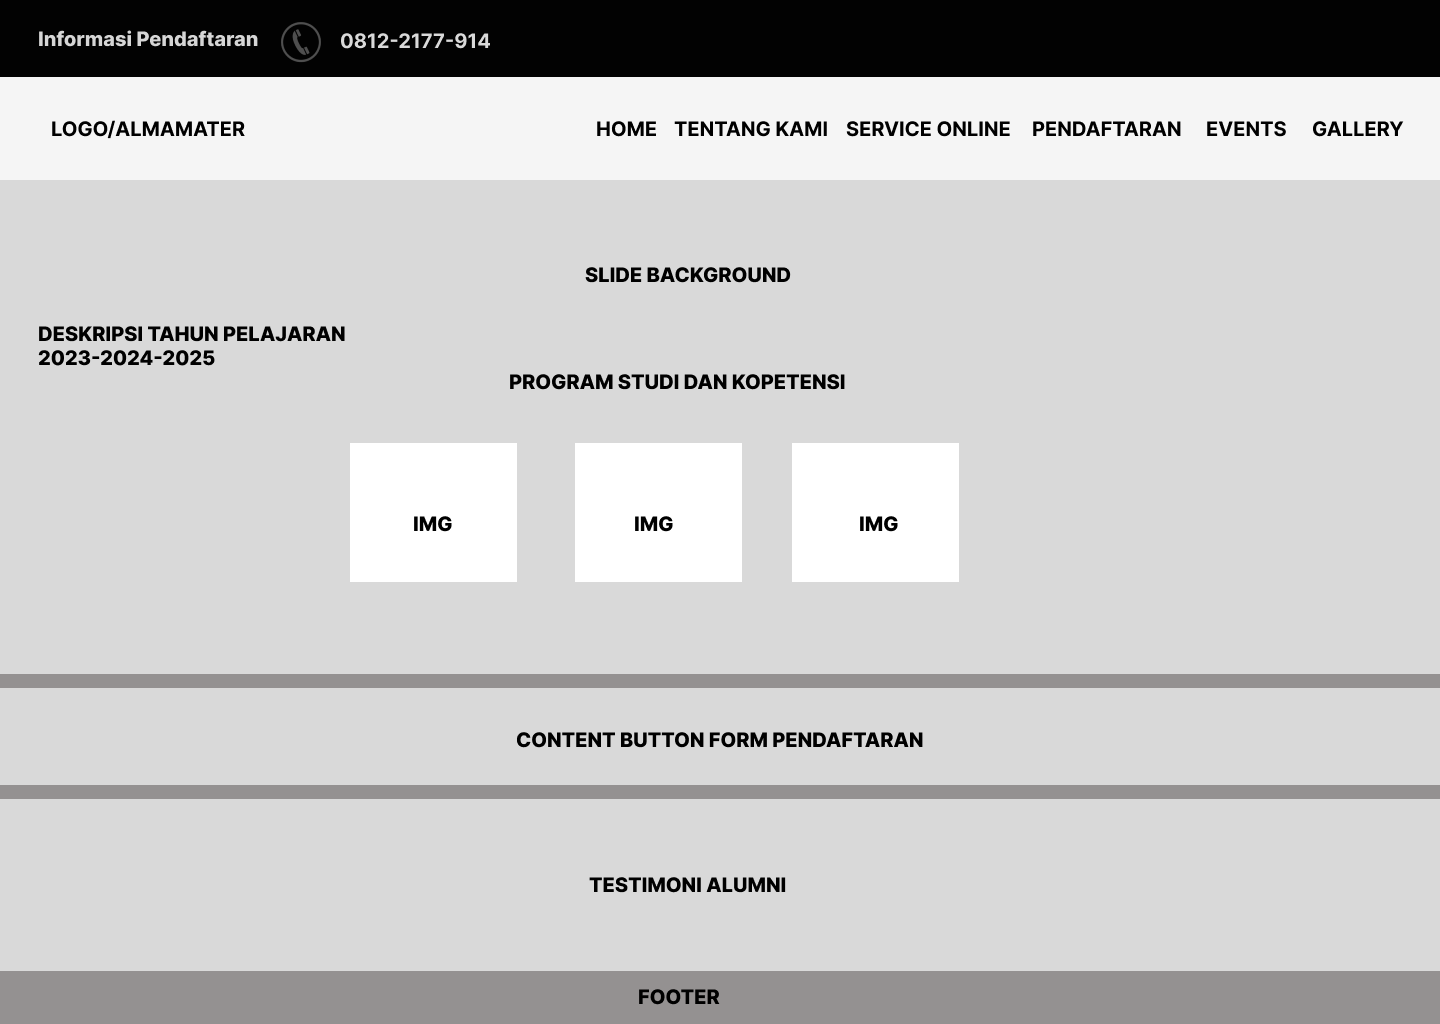 Informasi Pendaftaran 0812-2177-914
LOGO/ALMAMATER HOME TENTANG KAMI SERVICE ONLINE PENDAFTARAN EVENTS GALLERY
SLIDE BACKGROUND
DESKRIPSI TAHUN PELAJARAN
2023-2024-2025
PROGRAM STUDI DAN KOPETENSI
IMG IMG IMG
CONTENT BUTTON FORM PENDAFTARAN
TESTIMONI ALUMNI
FOOTER